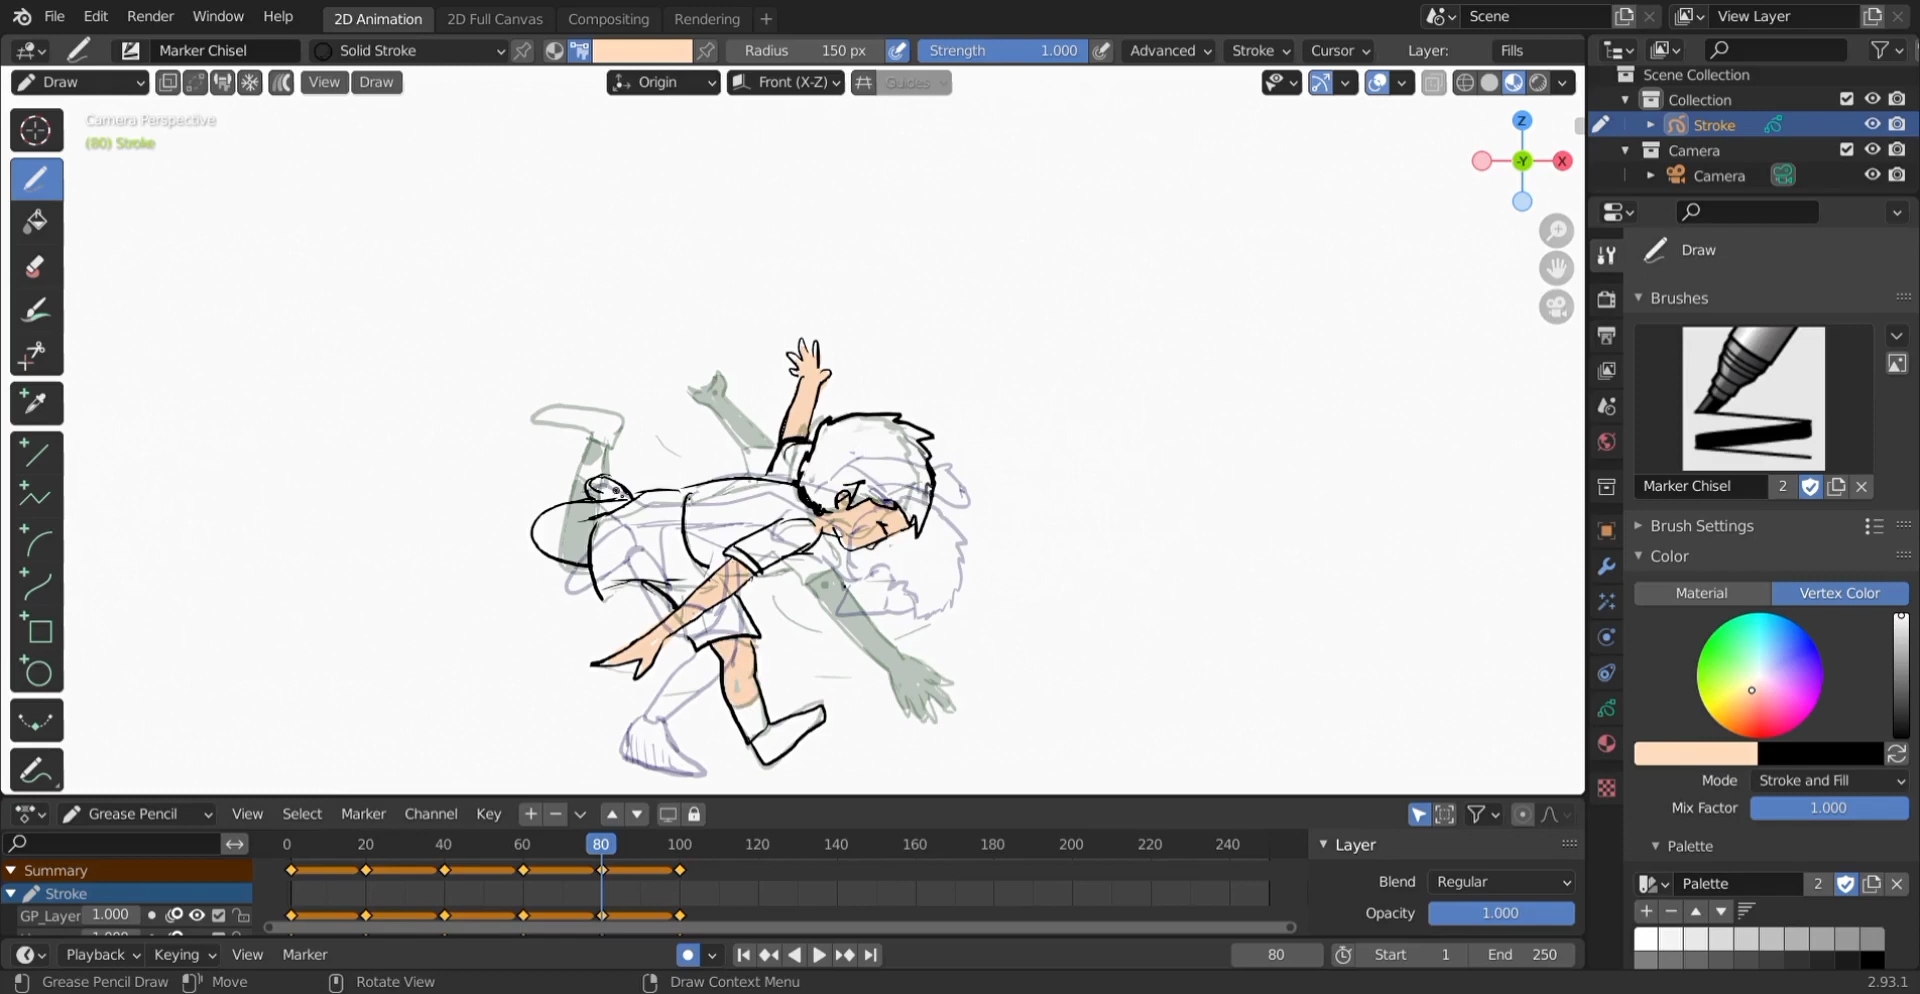 File Edit Render Window Help 2D Animation 2D Full Canvas Compositing Rendering + Scene View Layer
Marker Chisel Solid Stroke Radius 150 px Strength 1.000 Advanced Stroke Cursor Layer: Fills
Draw View Draw Origin Front (X-Z) Guides
Camera Perspective
(80) Stroke
Z
-Y X
Scene Collection
Collection
Stroke
Camera
Camera
Draw
Brushes
Marker Chisel 2
Brush Settings
Color
Material Vertex Color
Mode Stroke and Fill
Mix Factor 1.000
Palette
Palette 2
Grease Pencil View Select Marker Channel Key
0 20 40 60 80 100 120 140 160 180 200 220 240
Summary
Stroke
GP_Layer 1.000
Layer
Blend Regular
Opacity 1.000
Playback Keying View Marker 80 Start 1 End 250
Grease Pencil Draw Move Rotate View Draw Context Menu 2.93.1